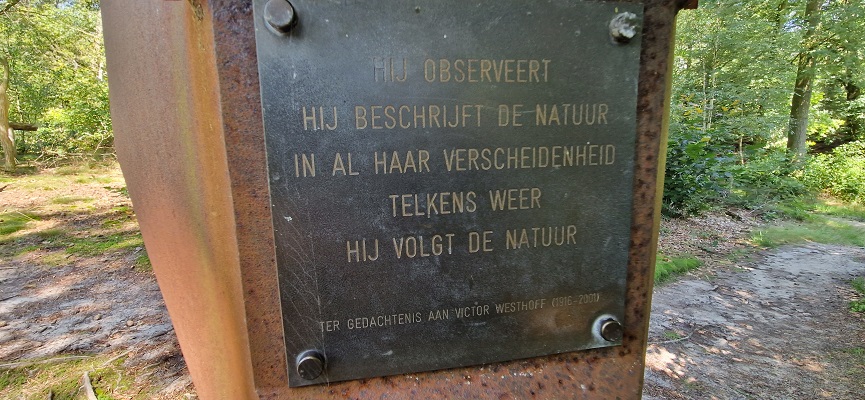 HIJ OBSERVEERT
HIJ BESCHRIJFT DE NATUUR
IN AL HAAR VERSCHEIDENHEID
TELKENS WEER
HIJ VOLGT DE NATUUR
TER GEDACHTENIS AAN VICTOR WESTHOFF (1916-2001)